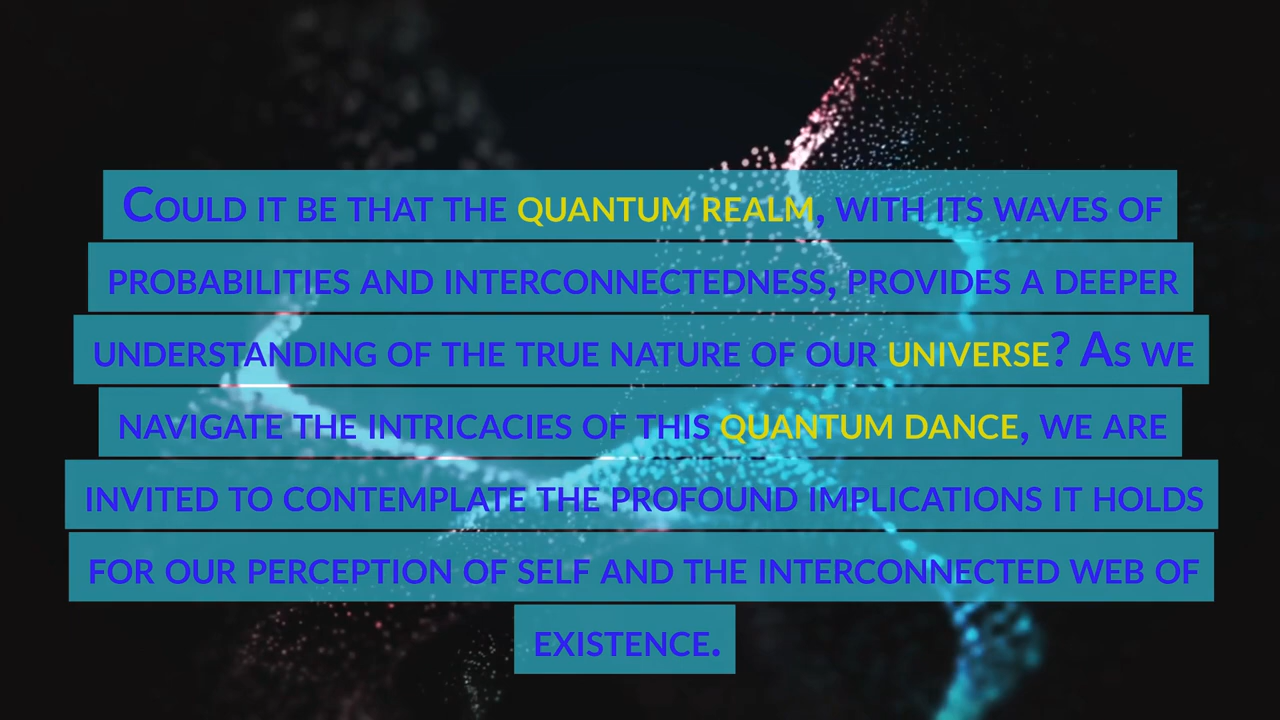 Could it be that the quantum realm, with its waves of
probabilities and interconnectedness, provides a deeper
understanding of the true nature of our universe? As we
navigate the intricacies of this quantum dance, we are
invited to contemplate the profound implications it holds
for our perception of self and the interconnected web of
existence.